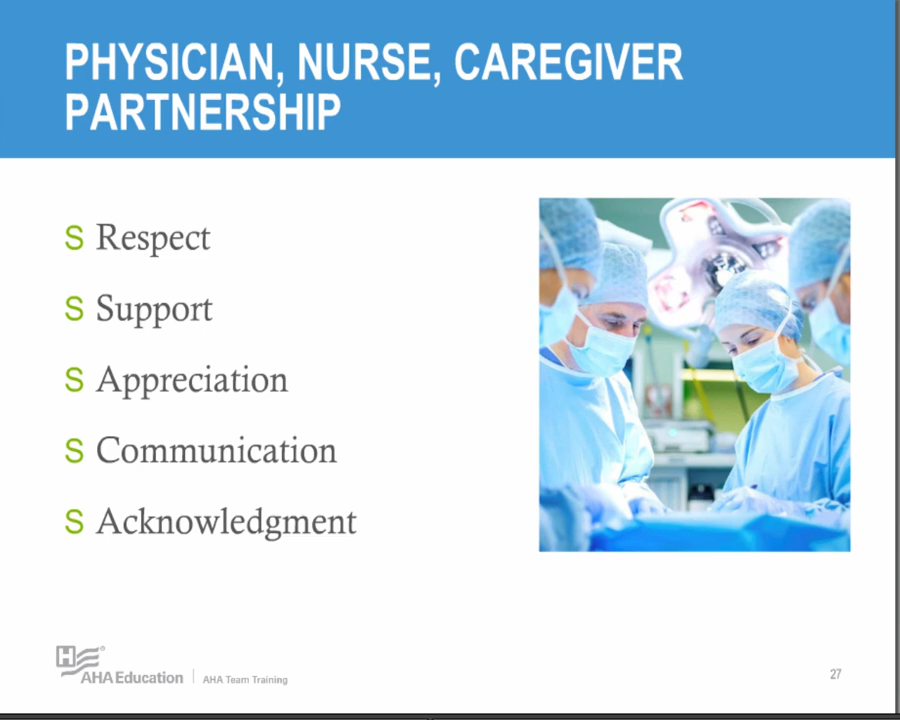 PHYSICIAN, NURSE, CAREGIVER
PARTNERSHIP
S Respect
S Support
S Appreciation
S Communication
S Acknowledgment
H
AHA Education | AHA Team Training
27